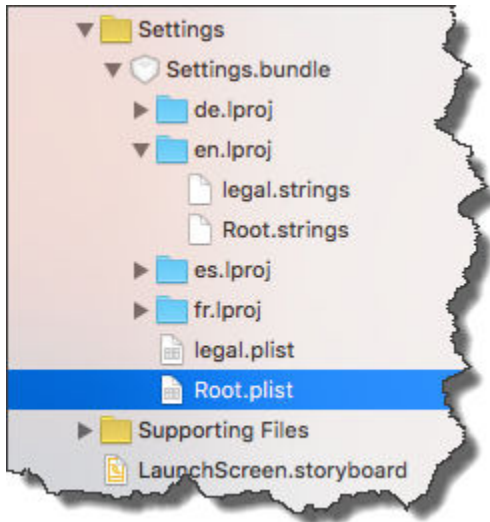 Settings
Settings.bundle
de.lproj
en.lproj
legal.strings
Root.strings
es.lproj
fr.lproj
legal.plist
Root.plist
Supporting Files
LaunchScreen.storyboard